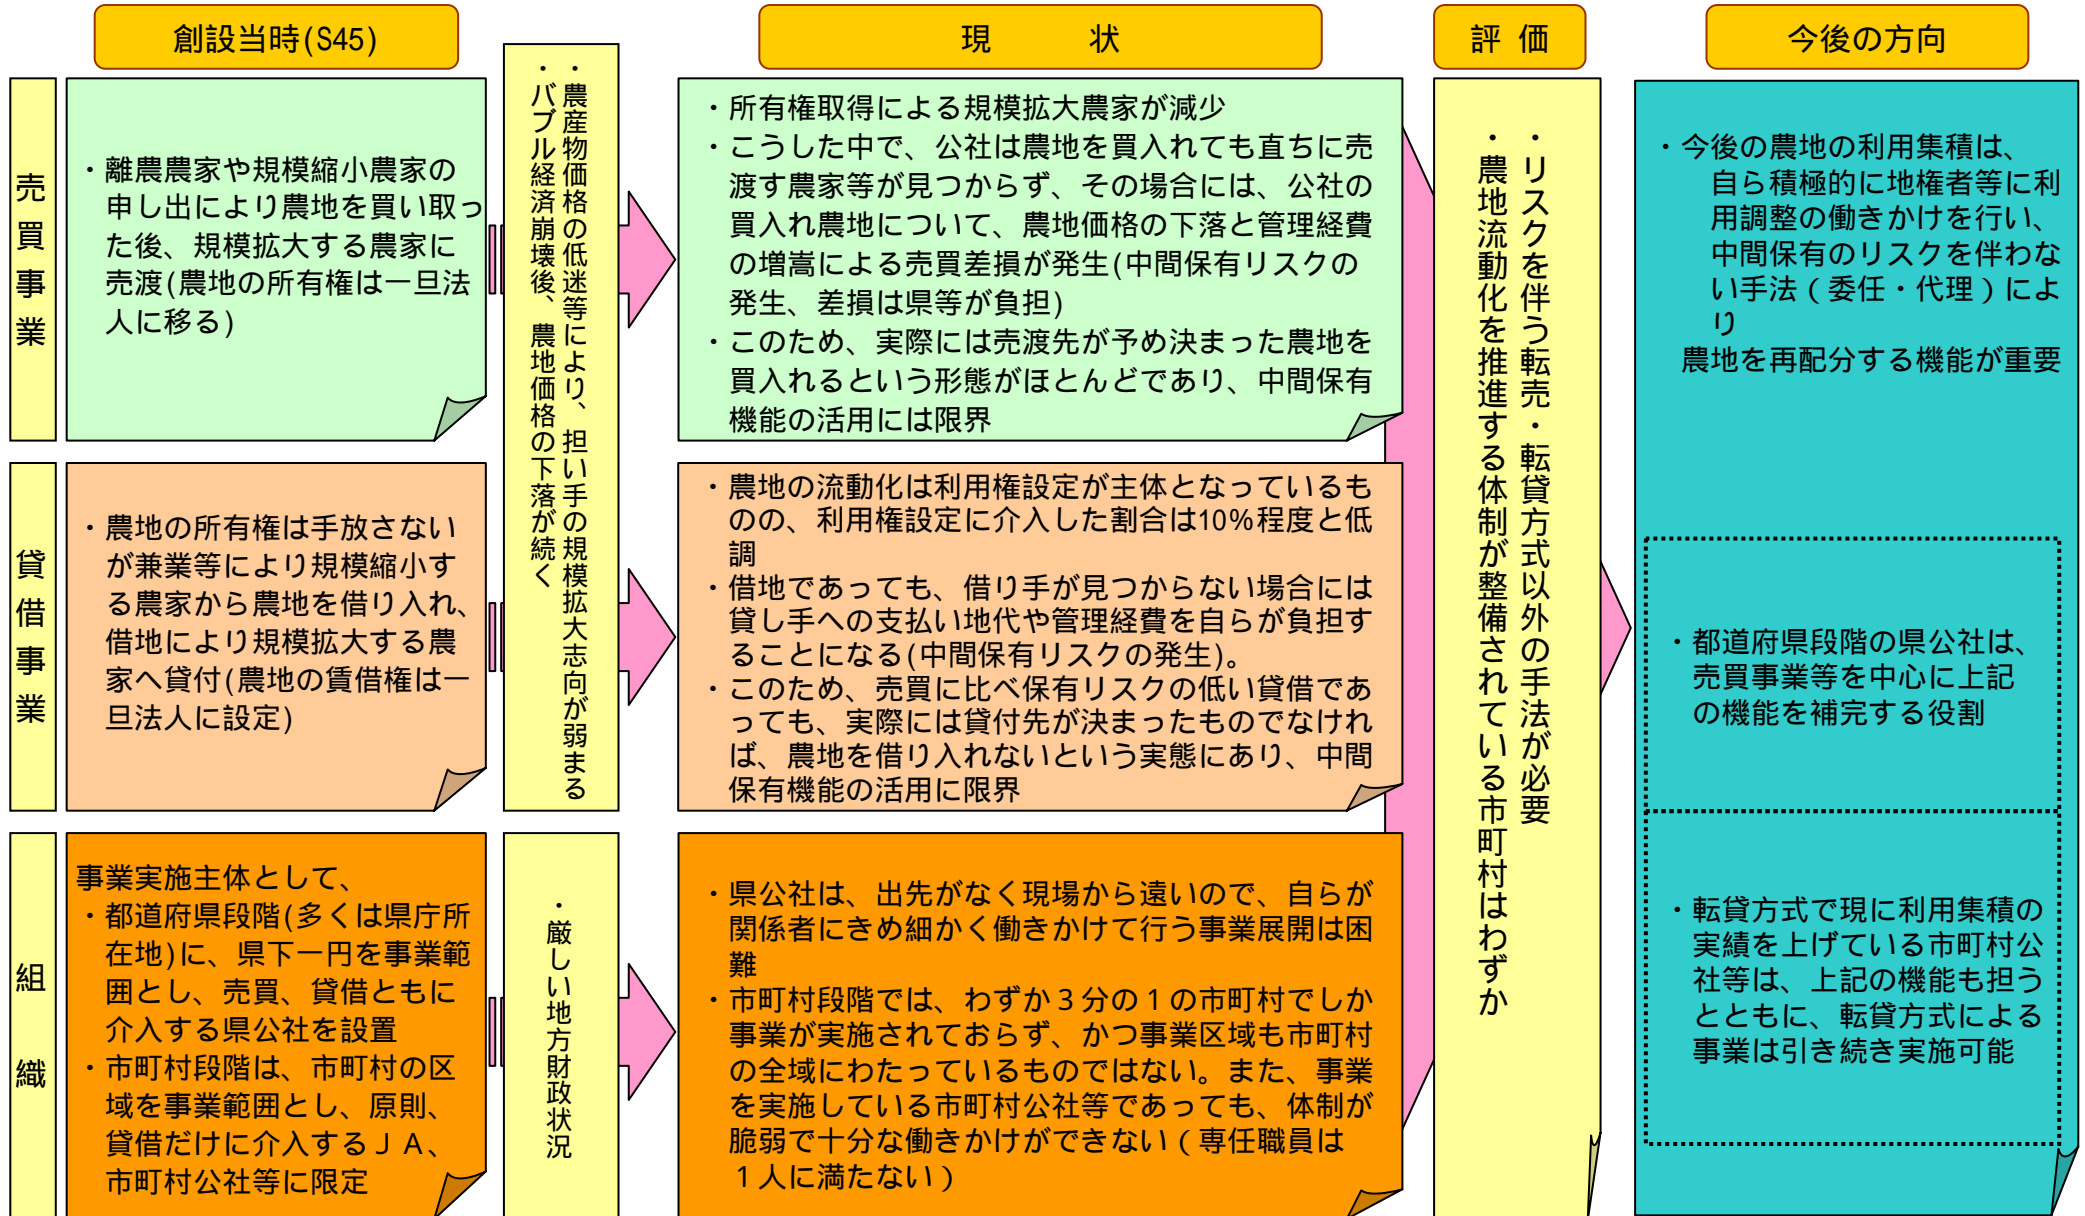 創設当時(S45)
現　状
評 価
今後の方向
売買事業
・離農農家や規模縮小農家の
申し出により農地を買い取っ
た後、規模拡大する農家に
売渡(農地の所有権は一旦法
人に移る)
・農産物価格の低迷等により、担い手の規模拡大志向が弱まる
・バブル経済崩壊後、農地価格の下落が続く
・所有権取得による規模拡大農家が減少
・こうした中で、公社は農地を買入れても直ちに売
渡す農家等が見つからず、その場合には、公社の
買入れ農地について、農地価格の下落と管理経費
の増嵩による売買差損が発生(中間保有リスクの
発生、差損は県等が負担)
・このため、実際には売渡先が予め決まった農地を
買入れるという形態がほとんどであり、中間保有
機能の活用には限界
貸借事業
・農地の所有権は手放さない
が兼業等により規模縮小す
る農家から農地を借り入れ、
借地により規模拡大する農
家へ貸付(農地の賃借権は一
旦法人に設定)
・農地の流動化は利用権設定が主体となっているも
のの、利用権設定に介入した割合は10%程度と低
調
・借地であっても、借り手が見つからない場合には
貸し手への支払い地代や管理経費を自らが負担す
ることになる(中間保有リスクの発生)。
・このため、売買に比べ保有リスクの低い貸借であ
っても、実際には貸付先が決まったものでなけれ
ば、農地を借り入れないという実態にあり、中間
保有機能の活用に限界
組織
事業実施主体として、
・都道府県段階(多くは県庁所
在地)に、県下一円を事業範
囲とし、売買、貸借ともに
介入する県公社を設置
・市町村段階は、市町村の区
域を事業範囲とし、原則、
貸借だけに介入するＪＡ、
市町村公社等に限定
・厳しい地方財政状況
・県公社は、出先がなく現場から遠いので、自らが
関係者にきめ細かく働きかけて行う事業展開は困
難
・市町村段階では、わずか３分の１の市町村でしか
事業が実施されておらず、かつ事業区域も市町村
の全域にわたっているものではない。また、事業
を実施している市町村公社等であっても、体制が
脆弱で十分な働きかけができない（専任職員は
１人に満たない）
・リスクを伴う転売・転貸方式以外の手法が必要
・農地流動化を推進する体制が整備されている市町村はわずか
・今後の農地の利用集積は、
自ら積極的に地権者等に利
用調整の働きかけを行い、
中間保有のリスクを伴わな
い手法（委任・代理）によ
り
農地を再配分する機能が重要
・都道府県段階の県公社は、
売買事業等を中心に上記
の機能を補完する役割
・転貸方式で現に利用集積の
実績を上げている市町村公
社等は、上記の機能も担う
とともに、転貸方式による
事業は引き続き実施可能